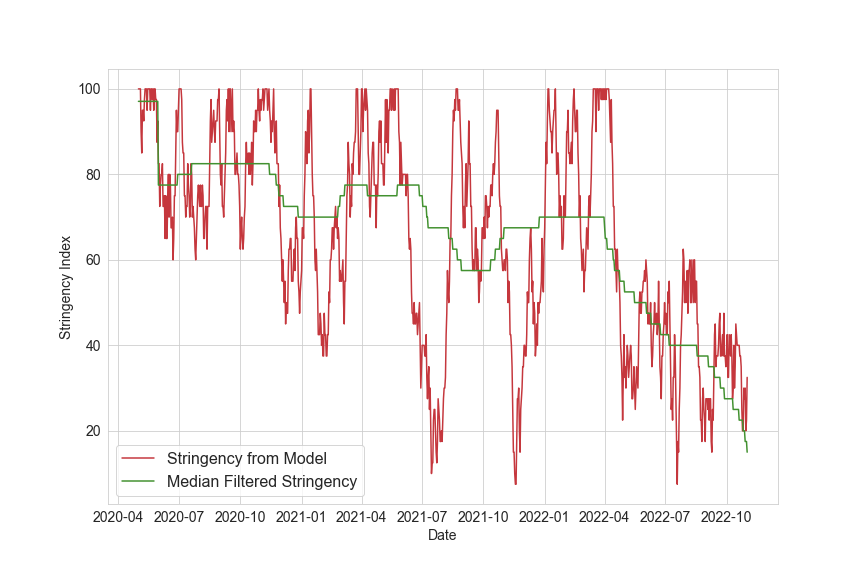 100
80
60
40
20
Stringency Index
Stringency from Model
Median Filtered Stringency
2020-04 2020-07 2020-10 2021-01 2021-04 2021-07 2021-10 2022-01 2022-04 2022-07 2022-10
Date